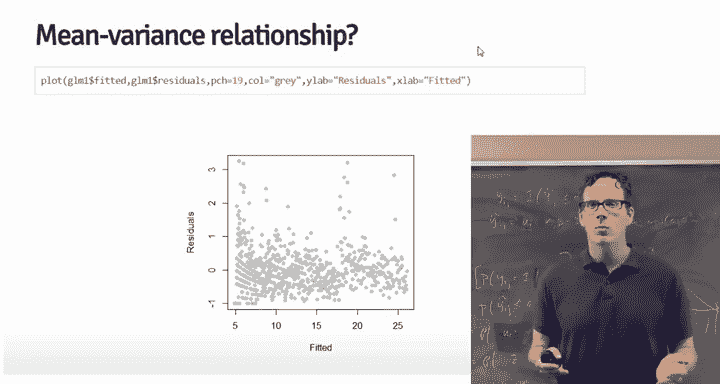 Mean-variance relationship?
plot(glm1$fitted,glm1$residuals,pch=19,col="grey",ylab="Residuals",xlab="Fitted")
3
2
1
0
-1
Residuals
5 10 15 20 25
Fitted